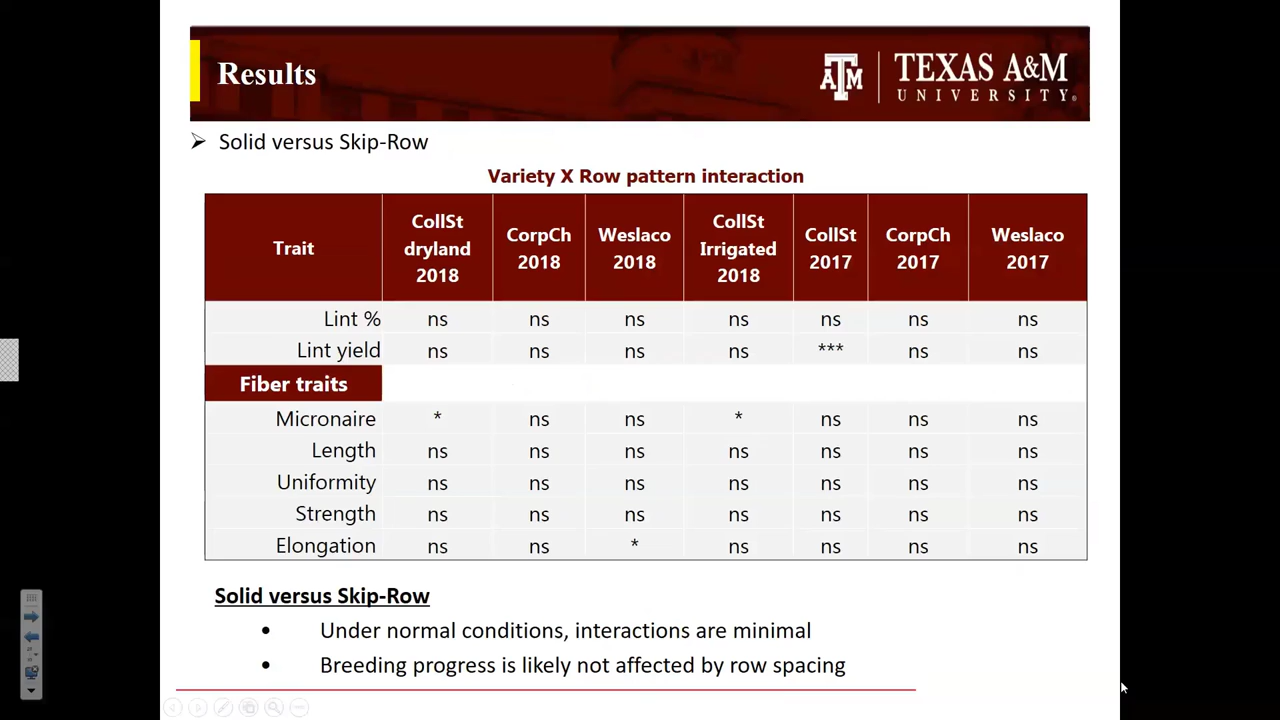 Results
ATM
TEXAS A&M
UNIVERSITY®
➢ Solid versus Skip-Row
Variety X Row pattern interaction
Trait CollSt dryland 2018 CorpCh 2018 Weslaco 2018 CollSt Irrigated 2018 CollSt 2017 CorpCh 2017 Weslaco 2017
Lint % ns ns ns ns ns ns ns
Lint yield ns ns ns ns *** ns ns
Fiber traits
Micronaire * ns ns * ns ns ns
Length ns ns ns ns ns ns ns
Uniformity ns ns ns ns ns ns ns
Strength ns ns ns ns ns ns ns
Elongation ns ns * ns ns ns ns
Solid versus Skip-Row
• Under normal conditions, interactions are minimal
• Breeding progress is likely not affected by row spacing